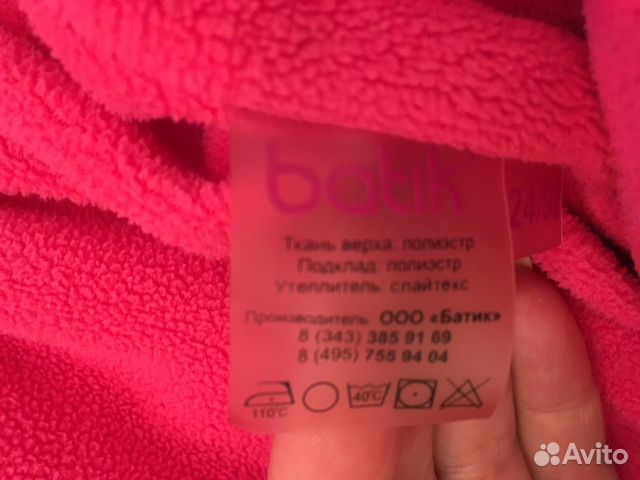 batik
24/
Ткань верха: полиэстр
Подклад: полиэстр
Утеплитель: слайтекс
Производитель ООО «Батик»
8 (343) 385 91 69
8 (495) 755 94 04
110°C 40°C
Avito